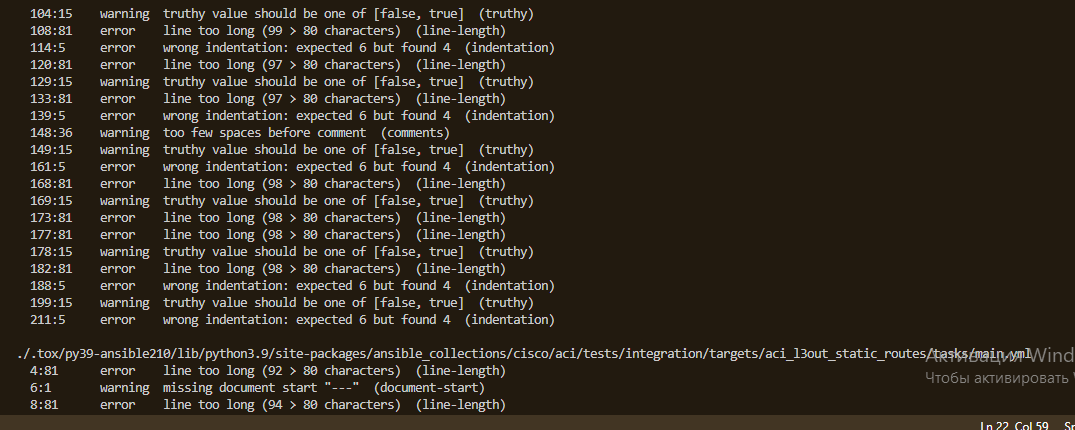 104:15 warning truthy value should be one of [false, true] (truthy)
108:81 error line too long (99 > 80 characters) (line-length)
114:5 error wrong indentation: expected 6 but found 4 (indentation)
120:81 error line too long (97 > 80 characters) (line-length)
129:15 warning truthy value should be one of [false, true] (truthy)
133:81 error line too long (97 > 80 characters) (line-length)
139:5 error wrong indentation: expected 6 but found 4 (indentation)
148:36 warning too few spaces before comment (comments)
149:15 warning truthy value should be one of [false, true] (truthy)
161:5 error wrong indentation: expected 6 but found 4 (indentation)
168:81 error line too long (98 > 80 characters) (line-length)
169:15 warning truthy value should be one of [false, true] (truthy)
173:81 error line too long (98 > 80 characters) (line-length)
177:81 error line too long (98 > 80 characters) (line-length)
178:15 warning truthy value should be one of [false, true] (truthy)
182:81 error line too long (98 > 80 characters) (line-length)
188:5 error wrong indentation: expected 6 but found 4 (indentation)
199:15 warning truthy value should be one of [false, true] (truthy)
211:5 error wrong indentation: expected 6 but found 4 (indentation)
./.tox/py39-ansible210/lib/python3.9/site-packages/ansible_collections/cisco/aci/tests/integration/targets/aci_l3out_static_routes/tasks/main.yml
Активация Wind
4:81 error line too long (92 > 80 characters) (line-length)
Чтобы активировать
6:1 warning missing document start "---" (document-start)
8:81 error line too long (94 > 80 characters) (line-length)
Ln 22, Col 59